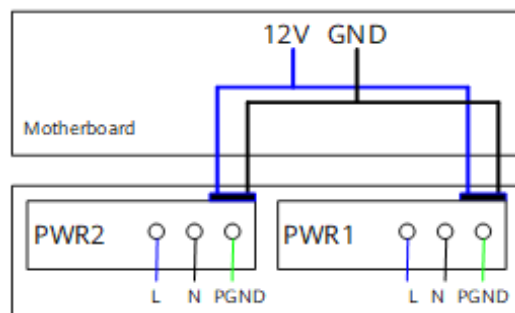 12V GND
Motherboard
PWR2 PWR1
L N PGND L N PGND